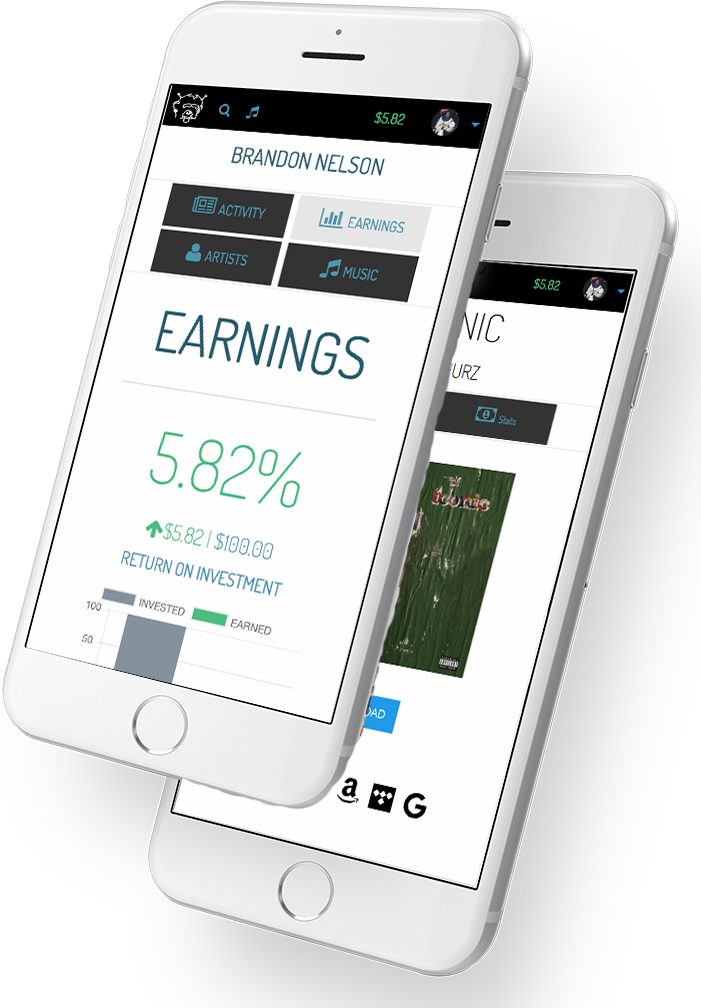 $5.82
BRANDON NELSON
ACTIVITY
EARNINGS
ARTISTS
MUSIC
EARNINGS
5.82%
$5.82 | $100.00
RETURN ON INVESTMENT
INVESTED
EARNED
100
50
$5.82
NIC
URZ
Stats
iconic
OAD